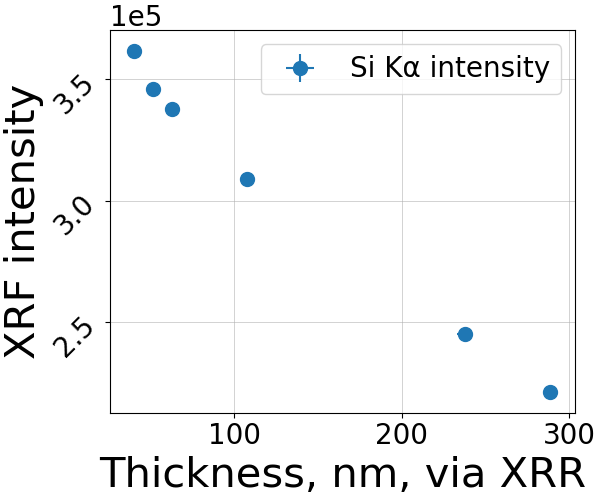 1e5
Si Kα intensity
XRF intensity
3.5
3.0
2.5
100
200
300
Thickness, nm, via XRR